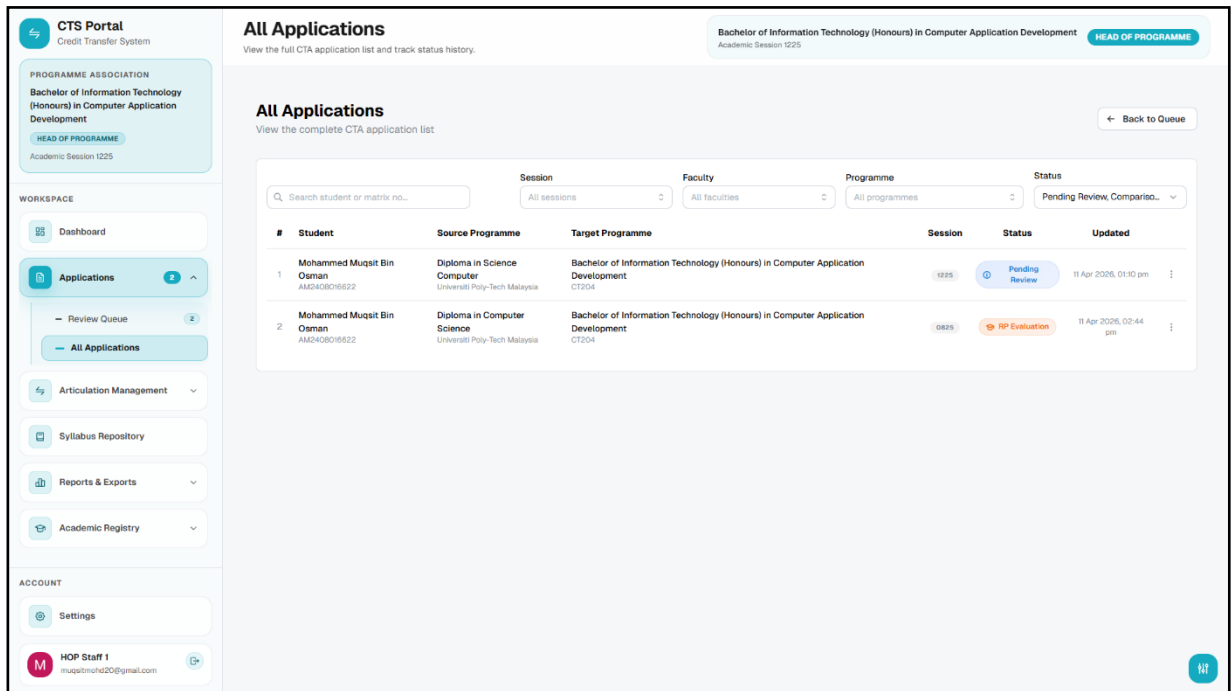 CTS Portal
Credit Transfer System
PROGRAMME ASSOCIATION
Bachelor of Information Technology
(Honours) in Computer Application
Development
HEAD OF PROGRAMME
Academic Session 1225
WORKSPACE
Dashboard
Applications 2
Review Queue 2
All Applications
Articulation Management
Syllabus Repository
Reports & Exports
Academic Registry
ACCOUNT
Settings
M
HOP Staff 1
muqsitmohd20@gmail.com
All Applications
View the full CTA application list and track status history.
Bachelor of Information Technology (Honours) in Computer Application Development
Academic Session 1225
HEAD OF PROGRAMME
All Applications
View the complete CTA application list
← Back to Queue
Search student or matrix no...
Session
All sessions
Faculty
All faculties
Programme
All programmes
Status
Pending Review, Compariso...
# Student Source Programme Target Programme Session Status Updated
1
Mohammed Muqsit Bin
Osman
AM2408016622
Diploma in Science
Computer
Universiti Poly-Tech Malaysia
Bachelor of Information Technology (Honours) in Computer Application
Development
CT204
1225
Pending
Review
11 Apr 2026, 01:10 pm
2
Mohammed Muqsit Bin
Osman
AM2408016622
Diploma in Computer
Science
Universiti Poly-Tech Malaysia
Bachelor of Information Technology (Honours) in Computer Application
Development
CT204
0825
RP Evaluation
11 Apr 2026, 02:44
pm